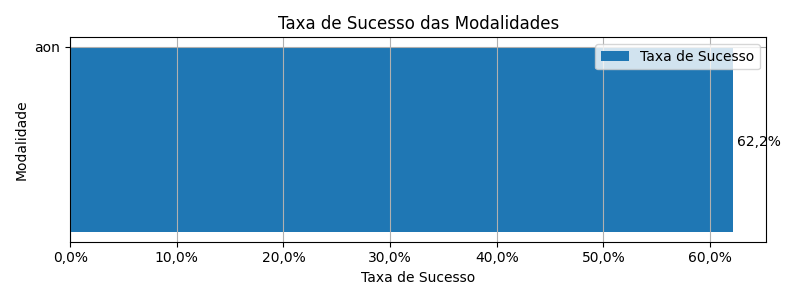 Taxa de Sucesso das Modalidades
aon
Taxa de Sucesso
Modalidade
62,2%
0,0% 10,0% 20,0% 30,0% 40,0% 50,0% 60,0%
Taxa de Sucesso